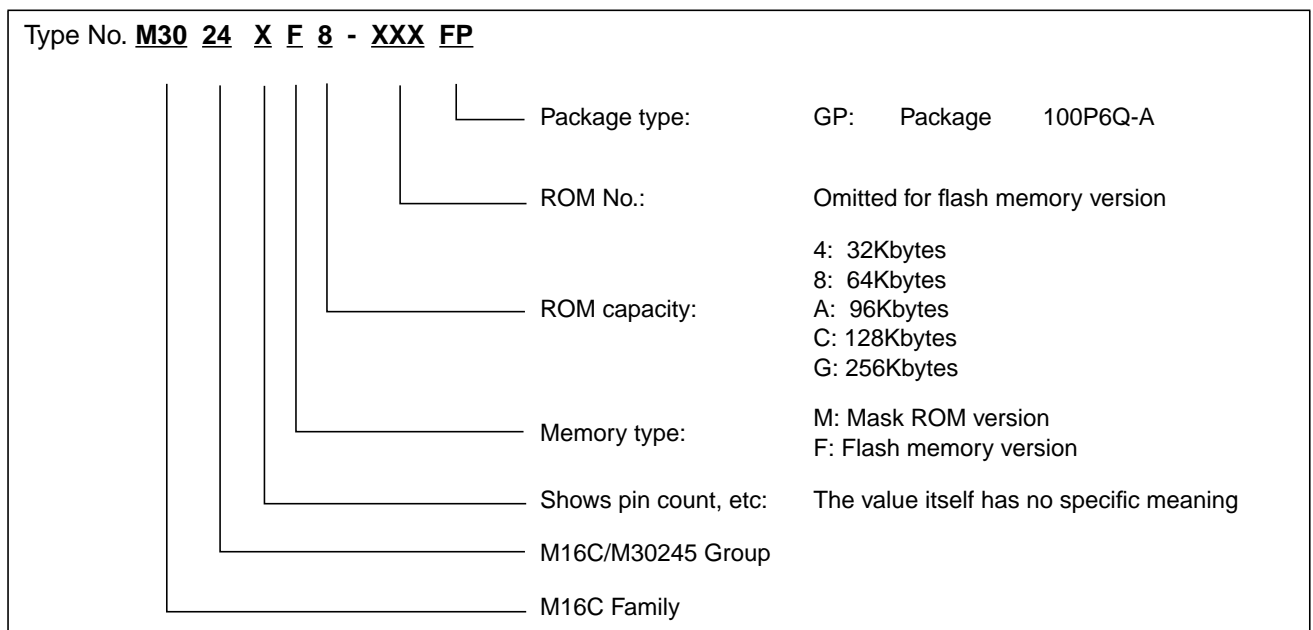 Type No. M30 24 X F 8 - XXX FP
Package type: GP: Package 100P6Q-A
ROM No.: Omitted for flash memory version
4: 32Kbytes
8: 64Kbytes
ROM capacity: A: 96Kbytes
C: 128Kbytes
G: 256Kbytes
Memory type: M: Mask ROM version
F: Flash memory version
Shows pin count, etc: The value itself has no specific meaning
M16C/M30245 Group
M16C Family